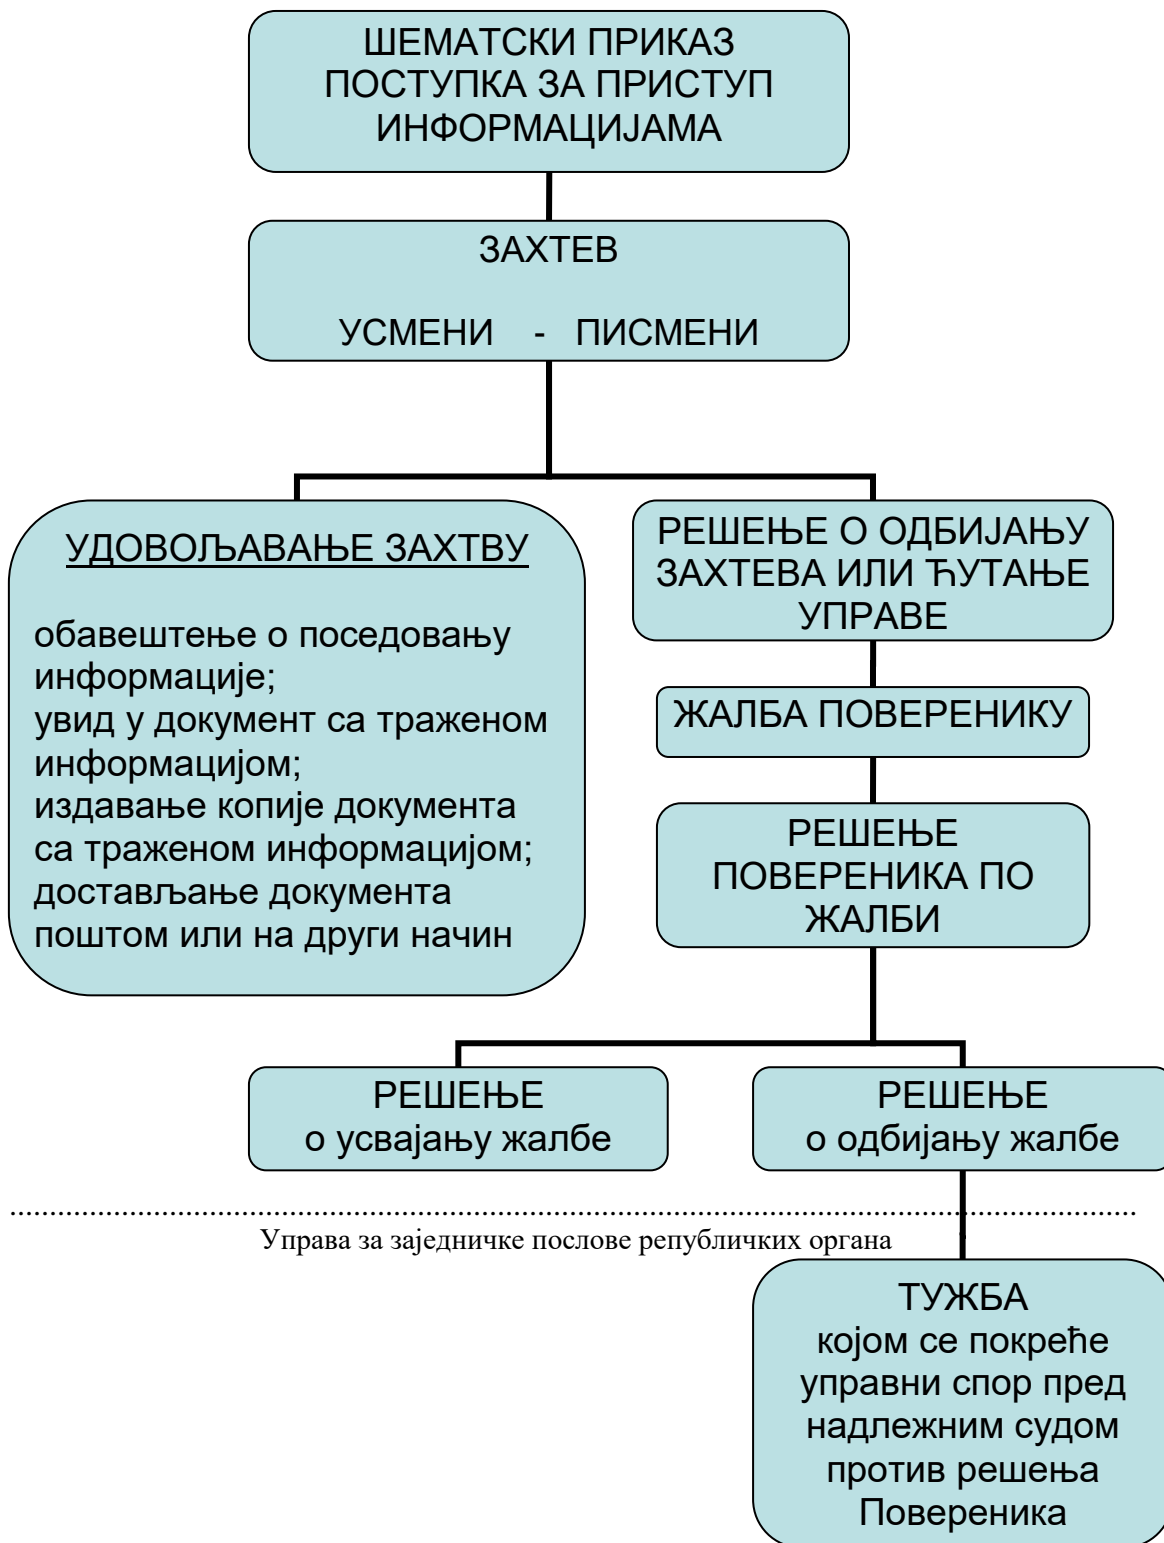 ШЕМАТСКИ ПРИКАЗ
ПОСТУПКА ЗА ПРИСТУП
ИНФОРМАЦИЈАМА
ЗАХТЕВ
УСМЕНИ - ПИСМЕНИ
УДОВОЉАВАЊЕ ЗАХТВУ
обавештење о поседовању
информације;
увид у документ са траженом
информацијом;
издавање копије документа
са траженом информацијом;
достављање документа
поштом или на други начин
РЕШЕЊЕ О ОДБИЈАЊУ
ЗАХТЕВА ИЛИ ЋУТАЊЕ
УПРАВЕ
ЖАЛБА ПОВЕРЕНИКУ
РЕШЕЊЕ
ПОВЕРЕНИКА ПО
ЖАЛБИ
РЕШЕЊЕ
о усвајању жалбе
РЕШЕЊЕ
о одбијању жалбе
Управа за заједничке послове републичких органа
ТУЖБА
којом се покреће
управни спор пред
надлежним судом
против решења
Повереника